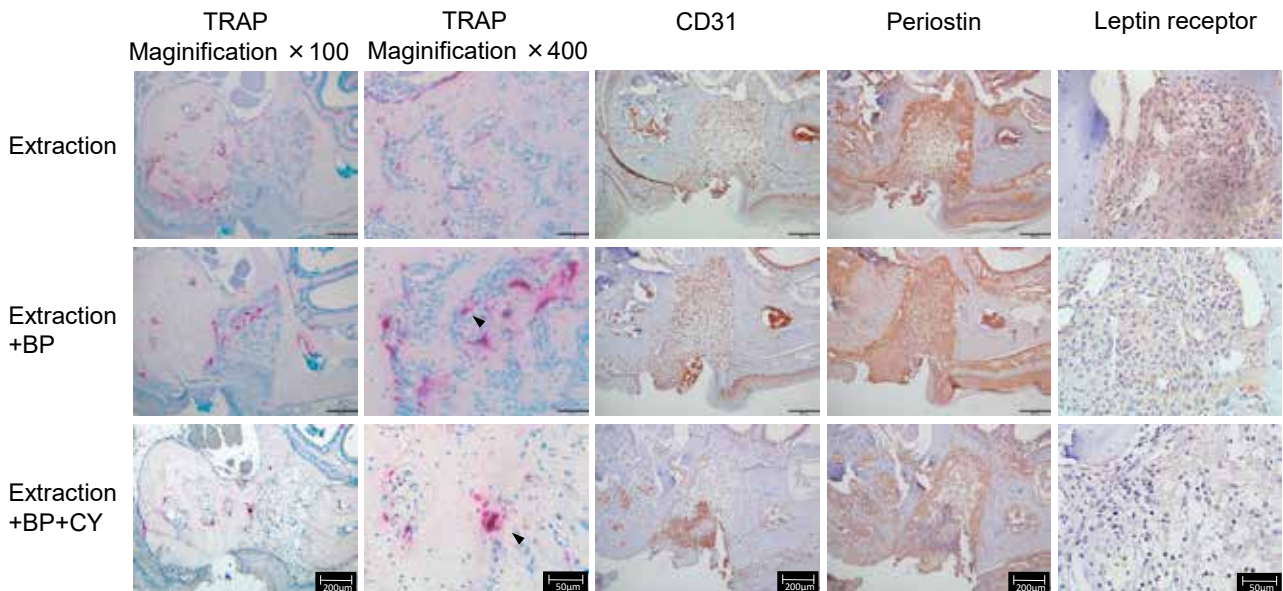 TRAP
Maginification ×100
TRAP
Maginification ×400
CD31
Periostin
Leptin receptor
Extraction
Extraction
+BP
Extraction
+BP+CY
200μm
50μm
200μm
200μm
50μm